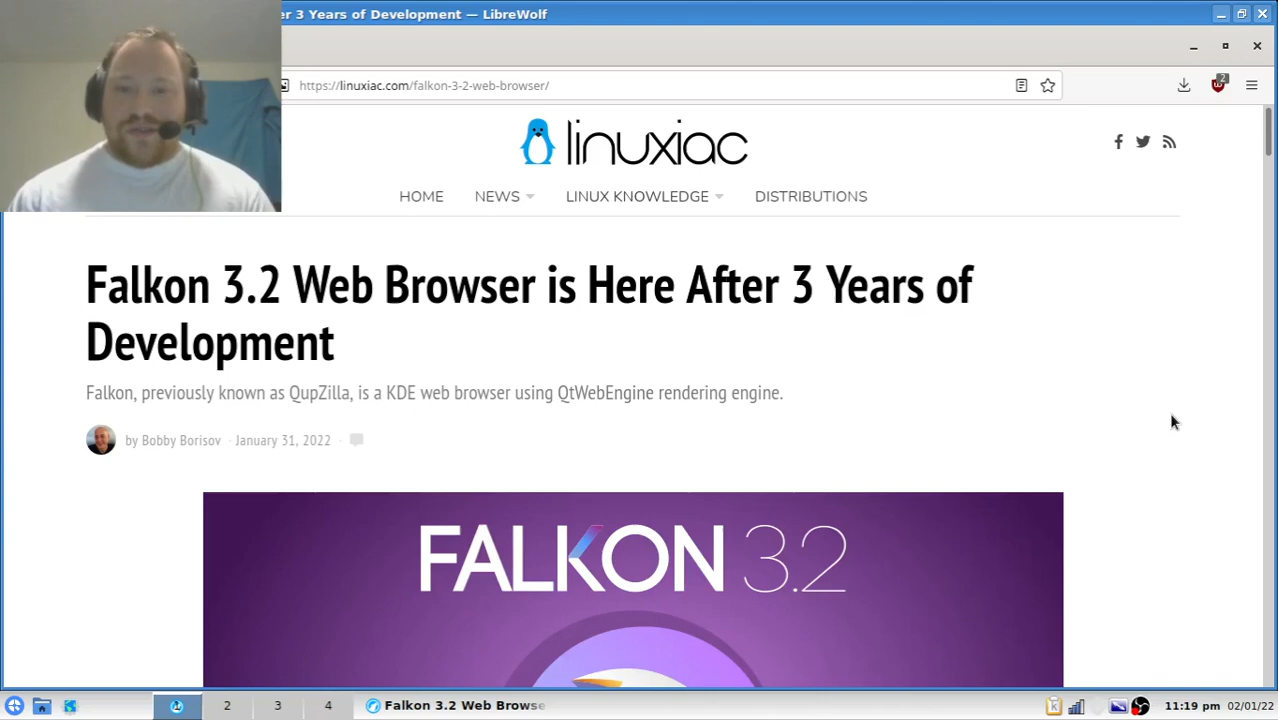 er 3 Years of Development — LibreWolf
https://linuxiac.com/falkon-3-2-web-browser/
2
linuxiac
HOME NEWS LINUX KNOWLEDGE DISTRIBUTIONS
Falkon 3.2 Web Browser is Here After 3 Years of
Development
Falkon, previously known as QupZilla, is a KDE web browser using QtWebEngine rendering engine.
by Bobby Borisov · January 31, 2022 ·
FALKON 3.2
2 3 4 Falkon 3.2 Web Browse 11:19 pm 02/01/22